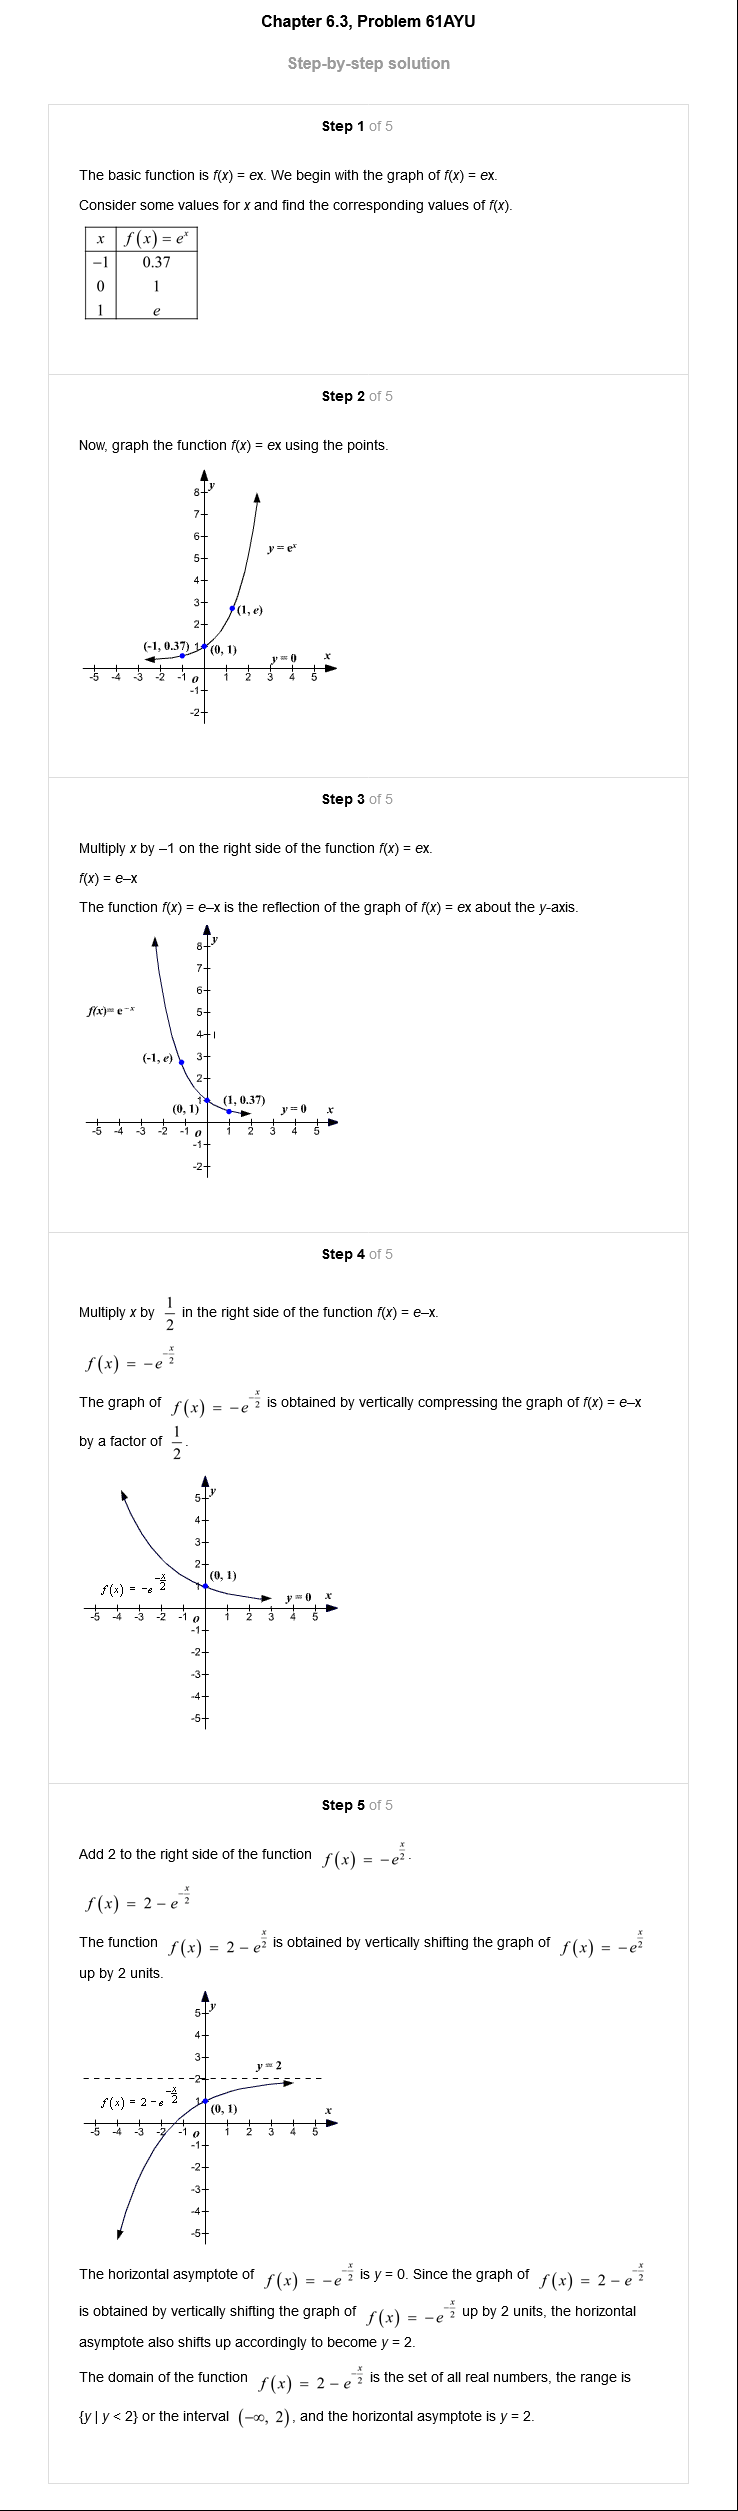 Chapter 6.3, Problem 61AYU
Step-by-step solution
Step 1 of 5
The basic function is f(x) = ex. We begin with the graph of f(x) = ex.
Consider some values for x and find the corresponding values of f(x).
x f(x) = e^x
−1 0.37
0 1
1 e
Step 2 of 5
Now, graph the function f(x) = ex using the points.
y
8
7
6
5
y = e^x
4
3
(1, e)
2
(-1, 0.37) 1 (0, 1)
y = 0 x
-5 -4 -3 -2 -1 o 1 2 3 4 5
-1
-2
Step 3 of 5
Multiply x by –1 on the right side of the function f(x) = ex.
f(x) = e–x
The function f(x) = e–x is the reflection of the graph of f(x) = ex about the y-axis.
y
8
7
6
f(x)= e^−x 5
4
(-1, e) 3
2
1 (1, 0.37)
(0, 1) y = 0 x
-5 -4 -3 -2 -1 o 1 2 3 4 5
-1
-2
Step 4 of 5
Multiply x by 1/2 in the right side of the function f(x) = e–x.
f(x) = −e^−x/2
The graph of f(x) = −e^−x/2 is obtained by vertically compressing the graph of f(x) = e–x
by a factor of 1/2.
y
5
4
3
2
(0, 1)
f(x) = −e^−x/2 1
y = 0 x
-5 -4 -3 -2 -1 o 1 2 3 4 5
-1
-2
-3
-4
-5
Step 5 of 5
Add 2 to the right side of the function f(x) = −e^x/2.
f(x) = 2 − e^−x/2
The function f(x) = 2 − e^x/2 is obtained by vertically shifting the graph of f(x) = −e^x/2
up by 2 units.
y
5
4
3
y = 2
2
f(x) = 2 − e^−x/2 1
(0, 1) x
-5 -4 -3 -2 -1 o 1 2 3 4 5
-1
-2
-3
-4
-5
The horizontal asymptote of f(x) = −e^−x/2 is y = 0. Since the graph of f(x) = 2 − e^−x/2
is obtained by vertically shifting the graph of f(x) = −e^−x/2 up by 2 units, the horizontal
asymptote also shifts up accordingly to become y = 2.
The domain of the function f(x) = 2 − e^−x/2 is the set of all real numbers, the range is
{y | y < 2} or the interval (−∞, 2), and the horizontal asymptote is y = 2.